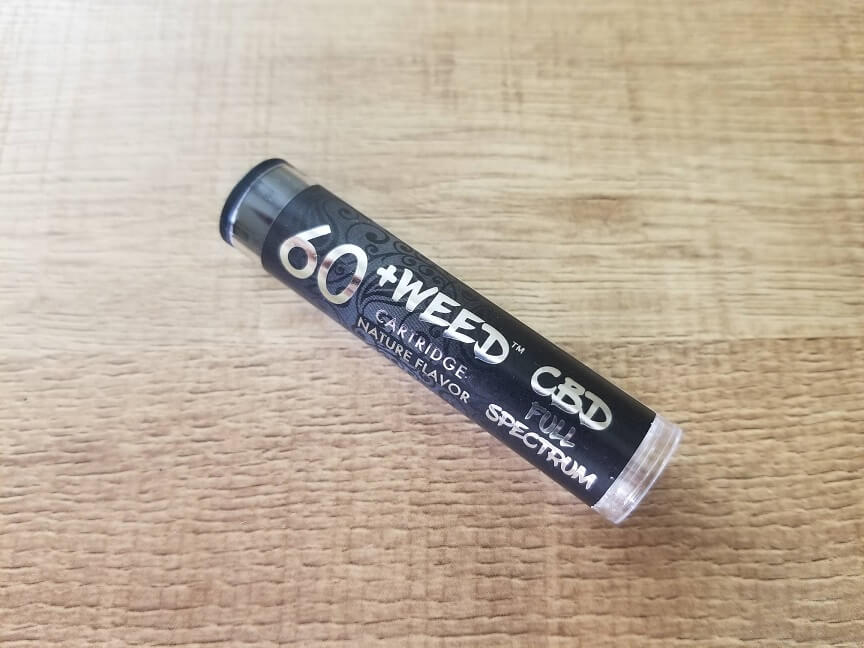 60
+WEED™
CARTRIDGE
NATURE FLAVOR
CBD
FULL
SPECTRUM